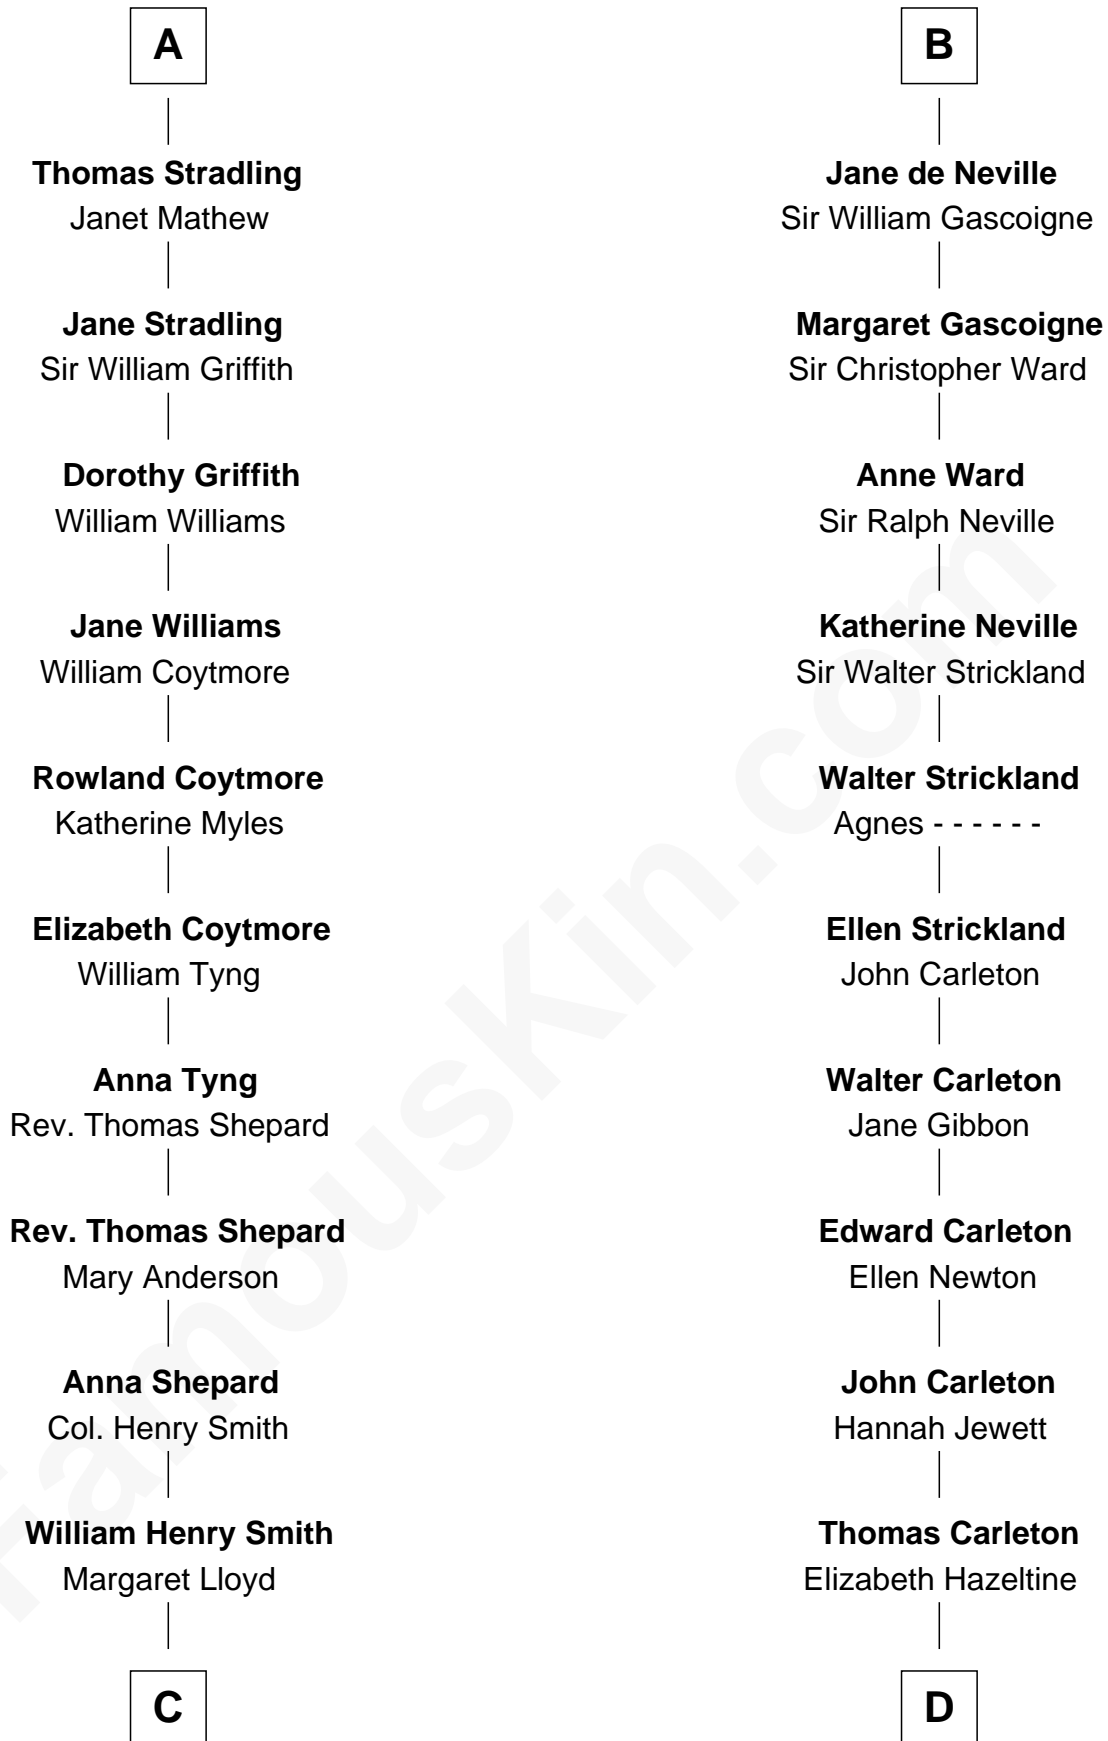 A
Thomas Stradling
Janet Mathew
Jane Stradling
Sir William Griffith
Dorothy Griffith
William Williams
Jane Williams
William Coytmore
Rowland Coytmore
Katherine Myles
Elizabeth Coytmore
William Tyng
Anna Tyng
Rev. Thomas Shepard
Rev. Thomas Shepard
Mary Anderson
Anna Shepard
Col. Henry Smith
William Henry Smith
Margaret Lloyd
C
B
Jane de Neville
Sir William Gascoigne
Margaret Gascoigne
Sir Christopher Ward
Anne Ward
Sir Ralph Neville
Katherine Neville
Sir Walter Strickland
Walter Strickland
Agnes - - - - - -
Ellen Strickland
John Carleton
Walter Carleton
Jane Gibbon
Edward Carleton
Ellen Newton
John Carleton
Hannah Jewett
Thomas Carleton
Elizabeth Hazeltine
D
FamousKin.com